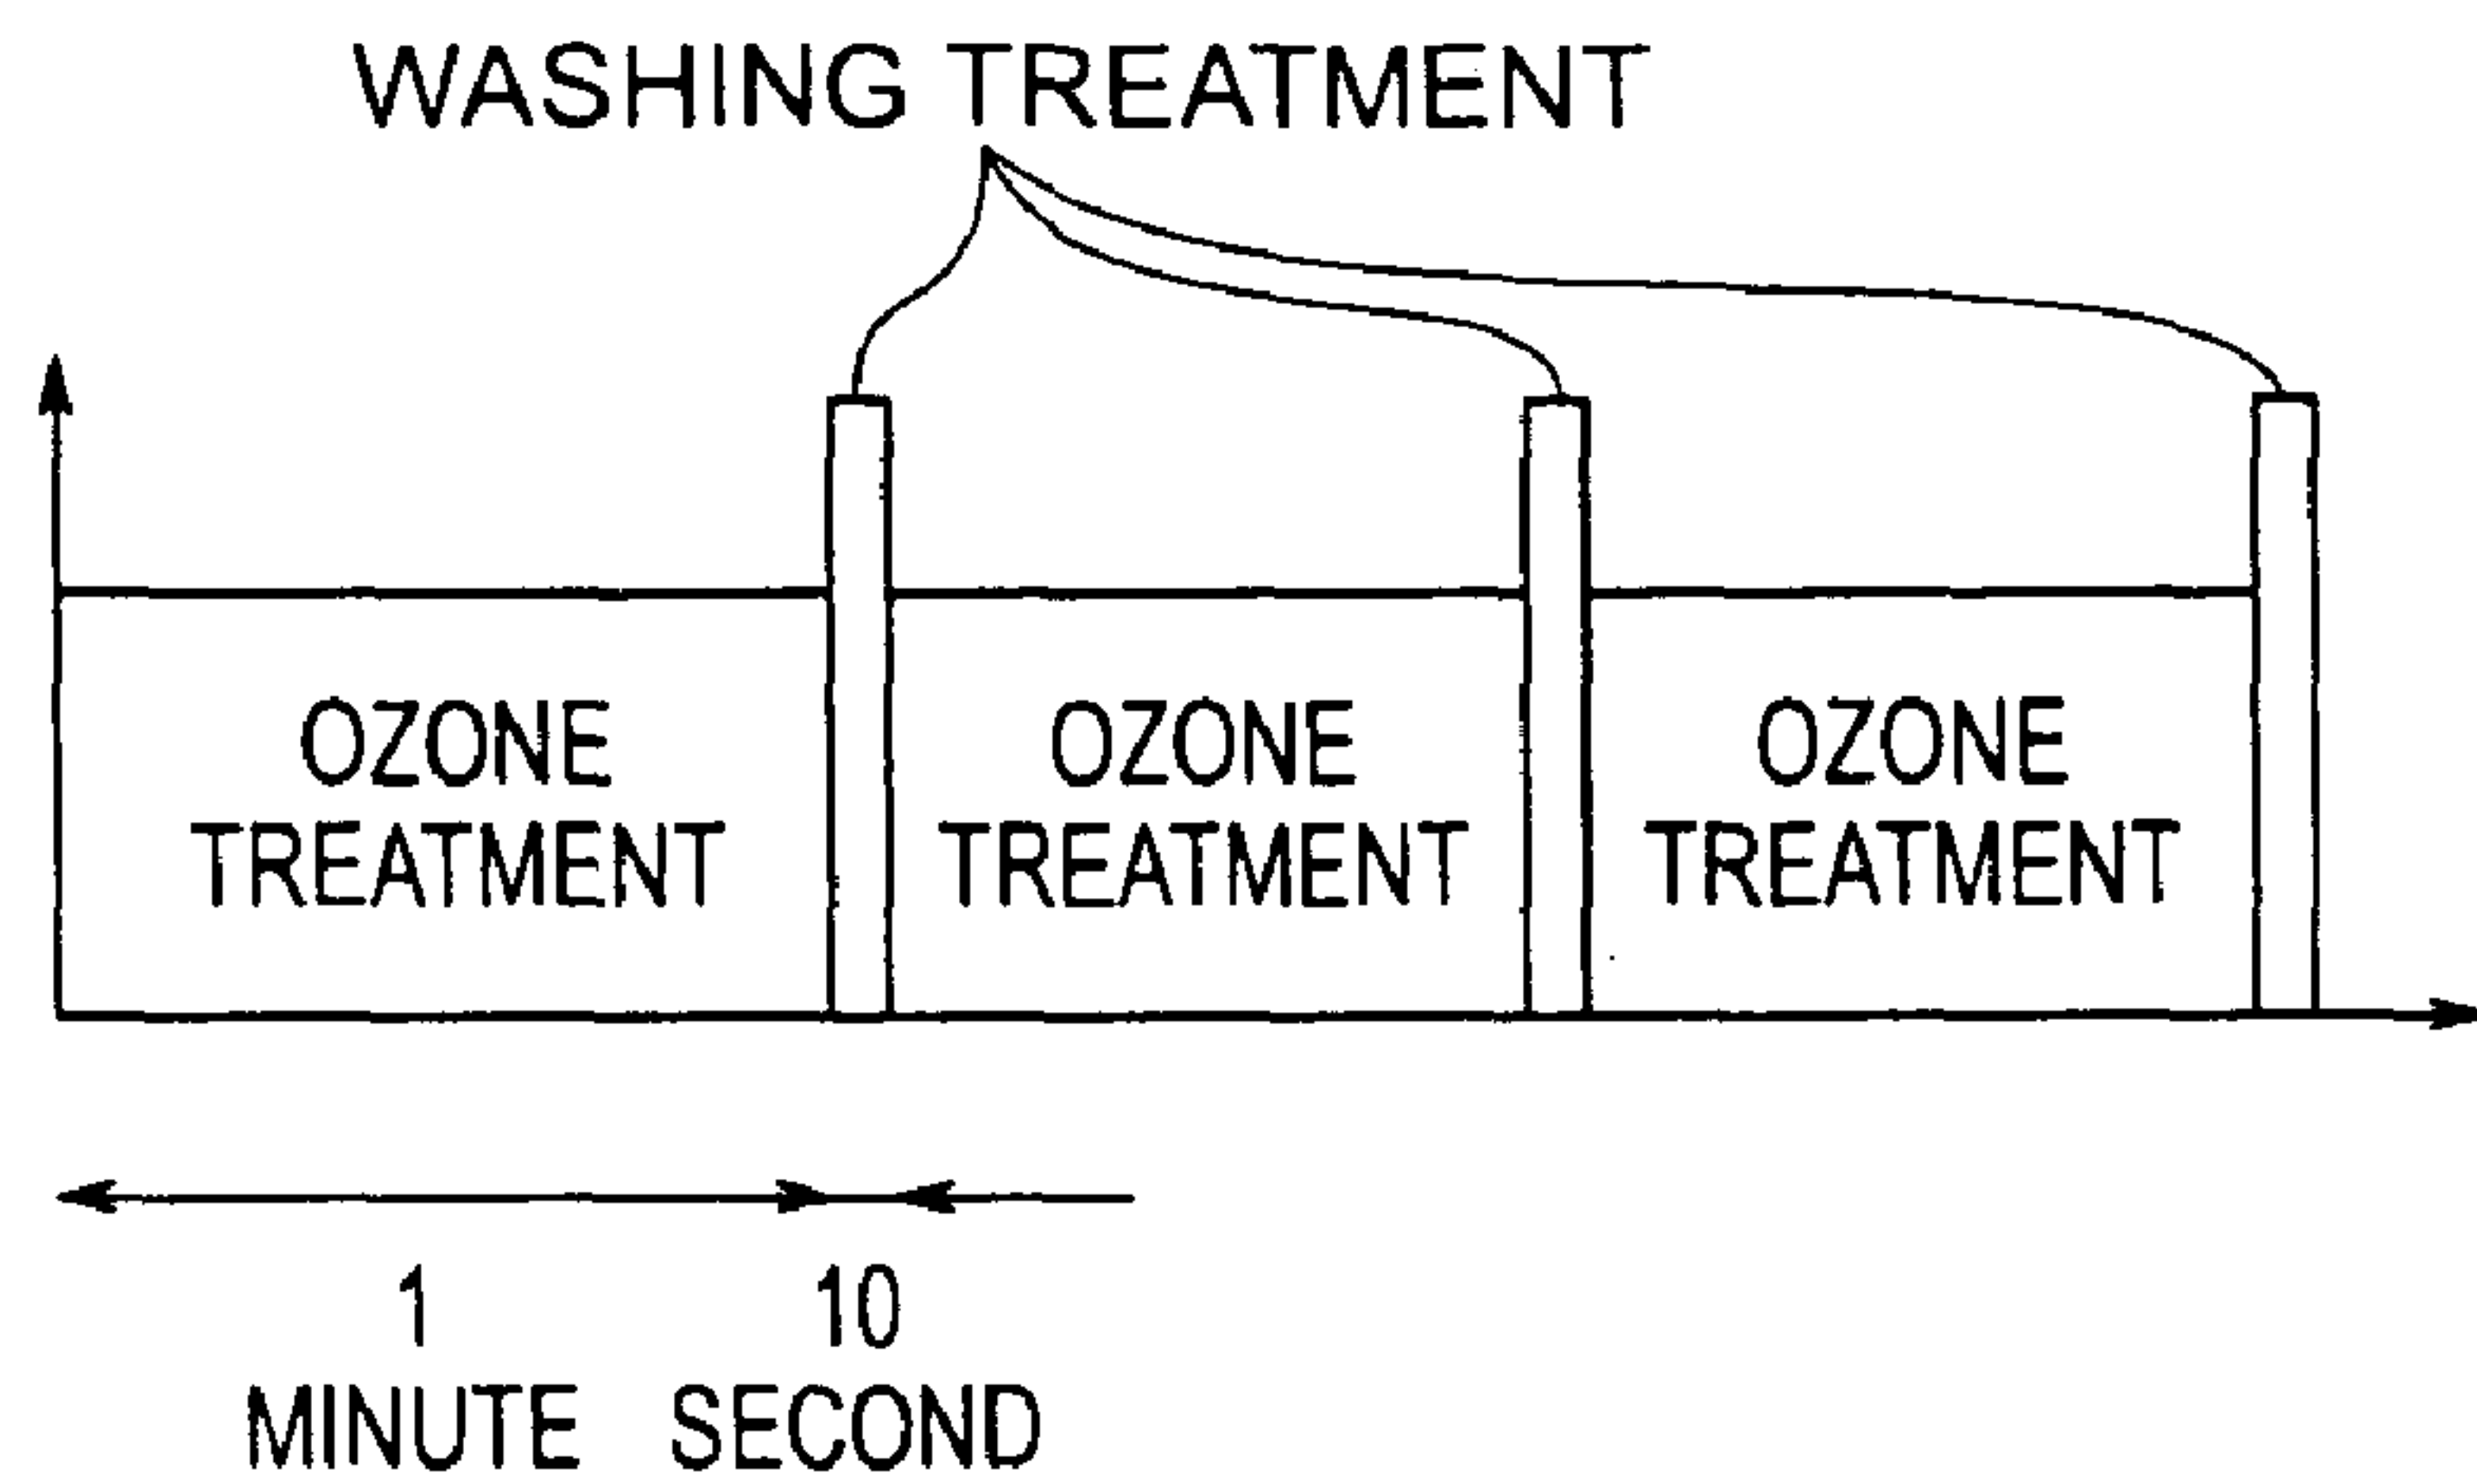 WASHING TREATMENT
OZONE
TREATMENT
OZONE
TREATMENT
OZONE
TREATMENT
1
MINUTE
10
SECOND